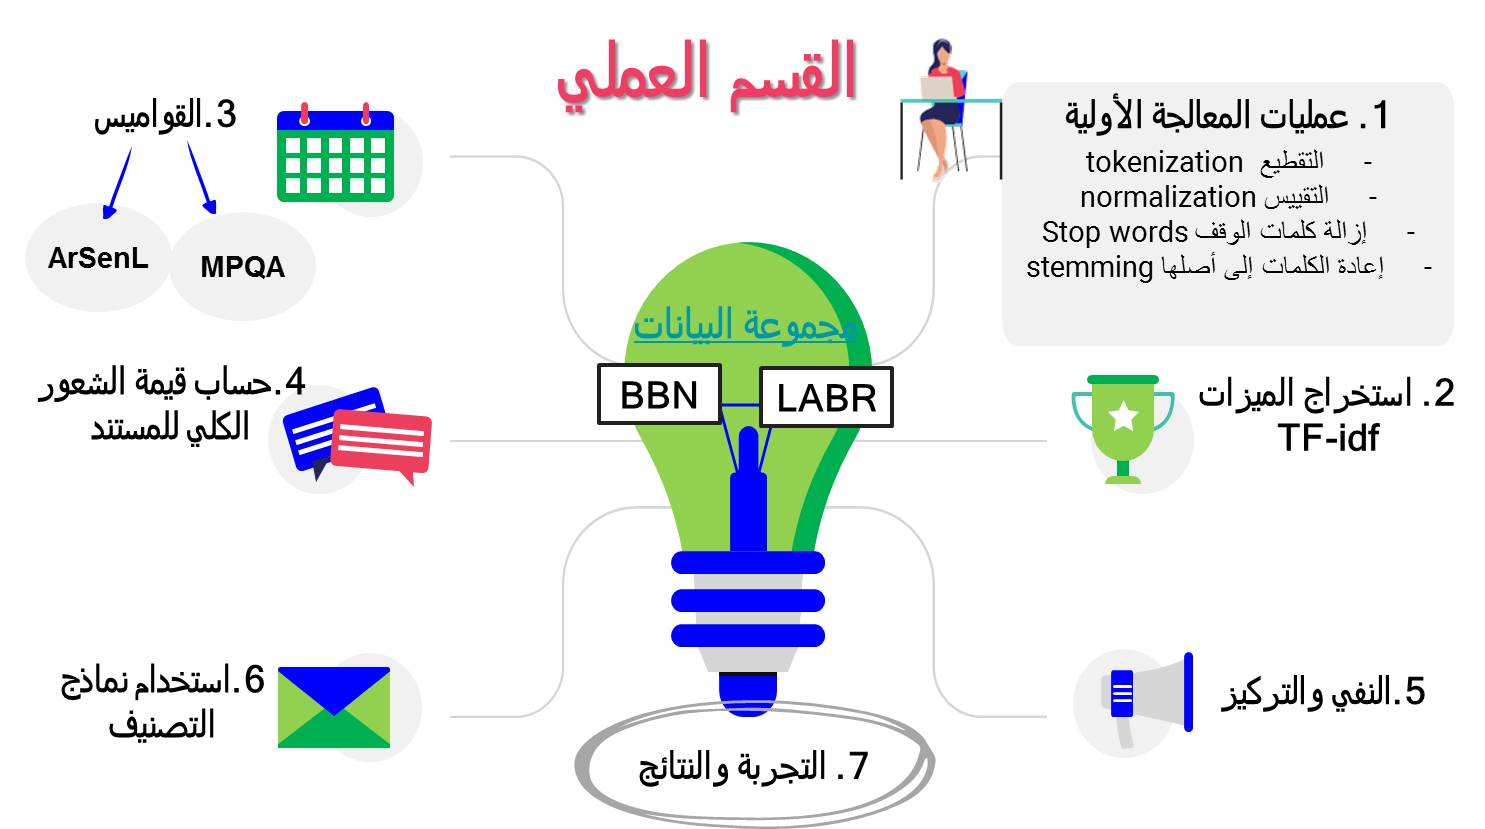 القسم العملي
1. عمليات المعالجة الأولية
- التقطيع tokenization
- التقييس normalization
- إزالة كلمات الوقف Stop words
- إعادة الكلمات إلى أصلها stemming
2. استخراج الميزات
TF-idf
3.القواميس
ArSenL
MPQA
4.حساب قيمة الشعور
الكلي للمستند
مجموعة البيانات
BBN
LABR
5.النفي والتركيز
6.استخدام نماذج
التصنيف
7. التجربة والنتائج